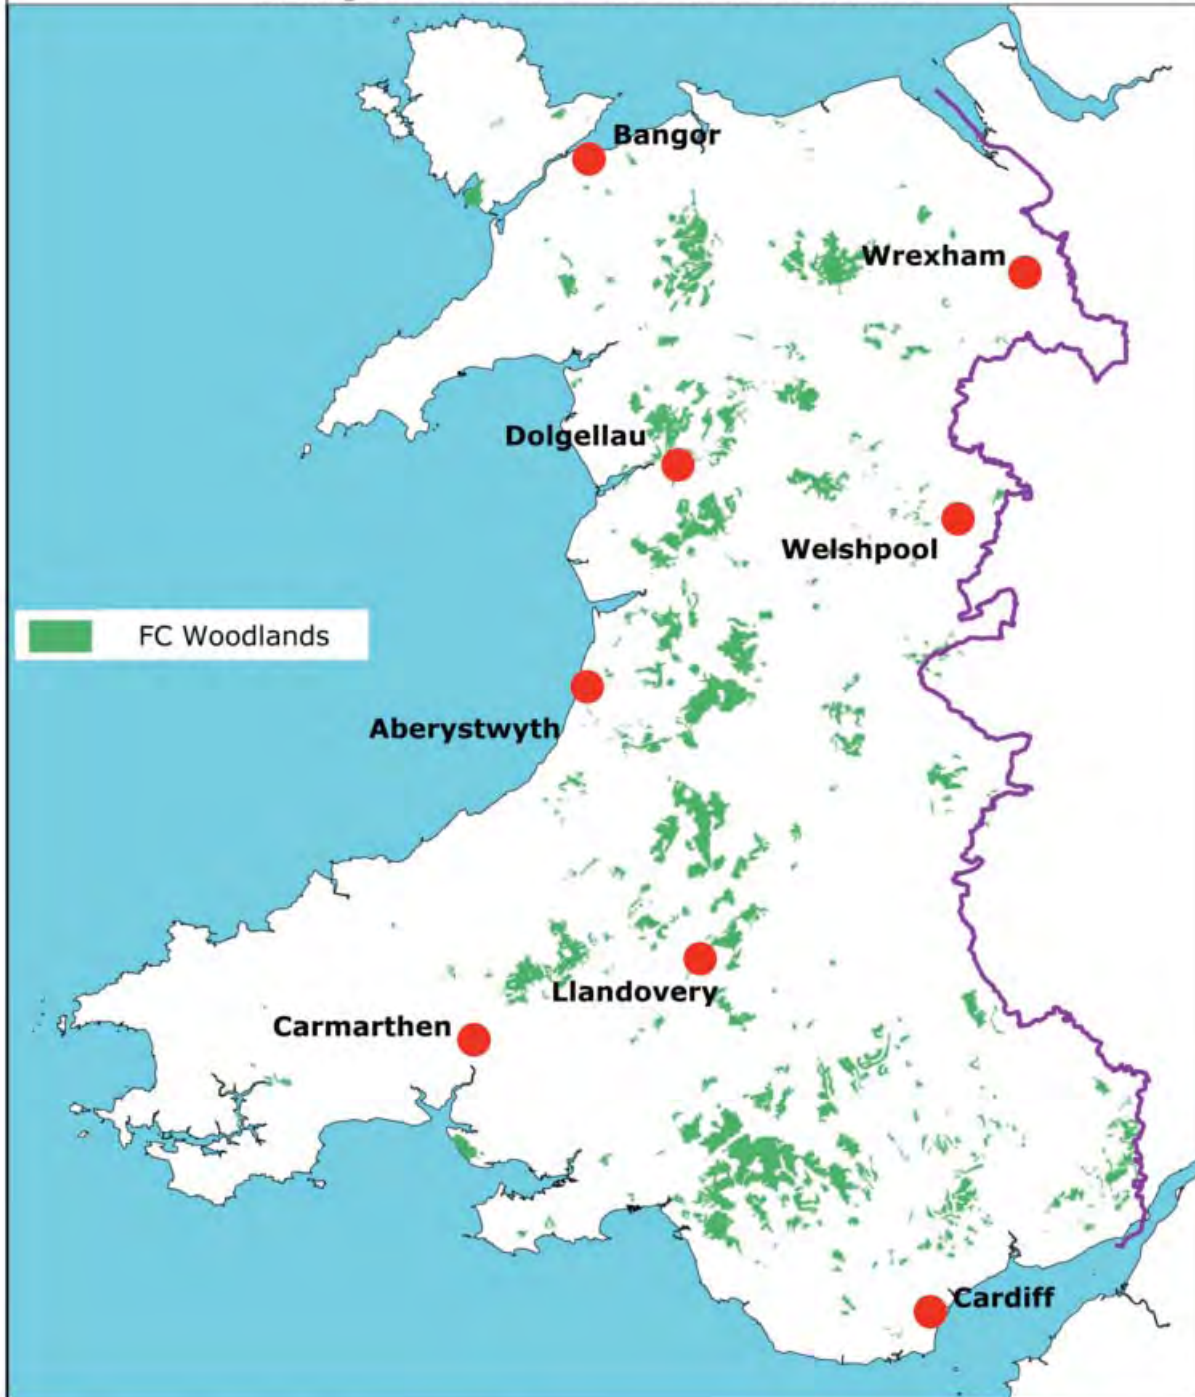 Bangor
Wrexham
Dolgellau
Welshpool
FC Woodlands
Aberystwyth
Llandovery
Carmarthen
Cardiff